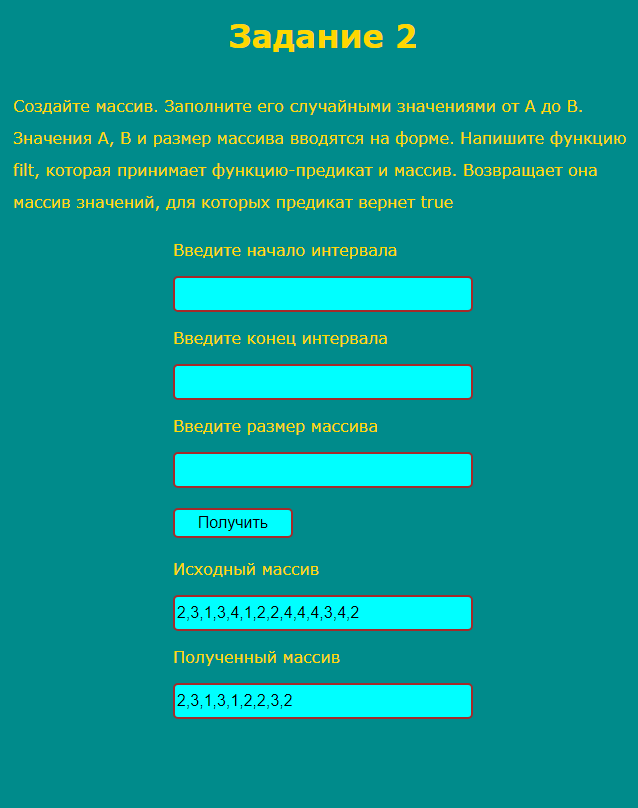 Задание 2
Создайте массив. Заполните его случайными значениями от A до B.
Значения A, B и размер массива вводятся на форме. Напишите функцию
filt, которая принимает функцию-предикат и массив. Возвращает она
массив значений, для которых предикат вернет true
Введите начало интервала
Введите конец интервала
Введите размер массива
Получить
Исходный массив
2,3,1,3,4,1,2,2,4,4,4,3,4,2
Полученный массив
2,3,1,3,1,2,2,3,2